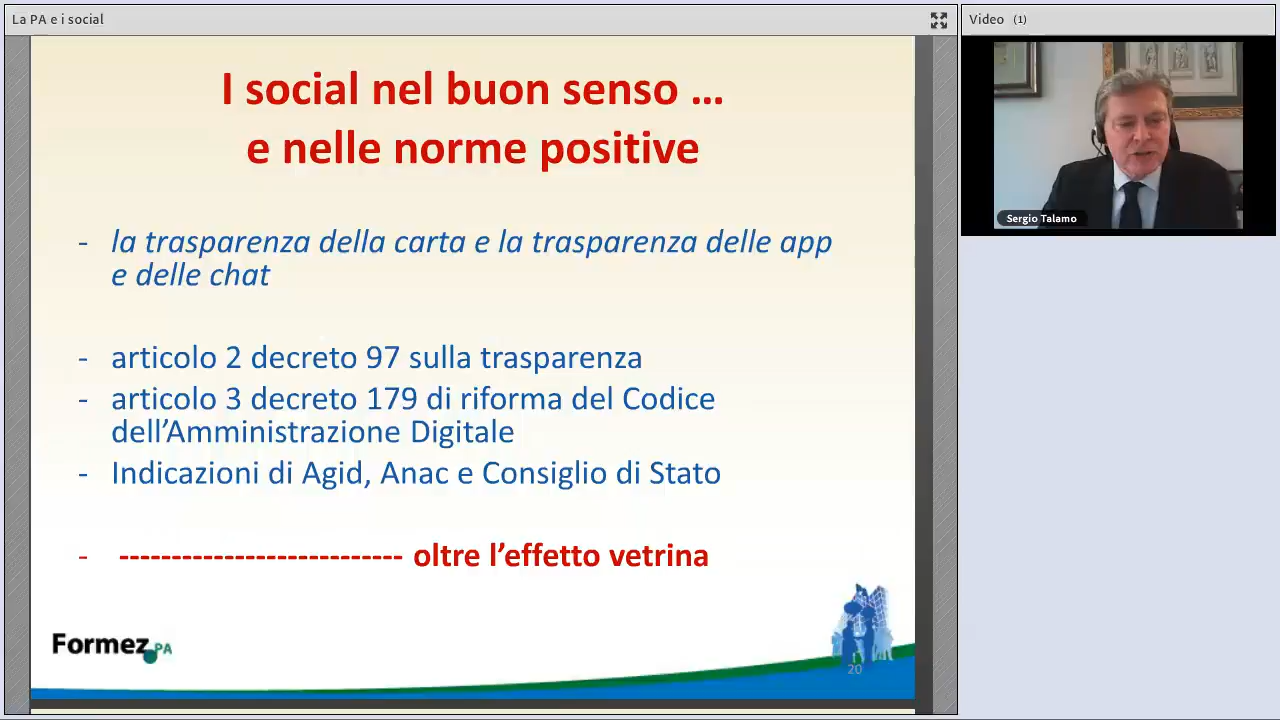 La PA e i social
Video (1)
I social nel buon senso …
e nelle norme positive
- la trasparenza della carta e la trasparenza delle app
e delle chat
- articolo 2 decreto 97 sulla trasparenza
- articolo 3 decreto 179 di riforma del Codice
dell’Amministrazione Digitale
- Indicazioni di Agid, Anac e Consiglio di Stato
- --------------------------- oltre l’effetto vetrina
Formez PA
20
Sergio Talamo